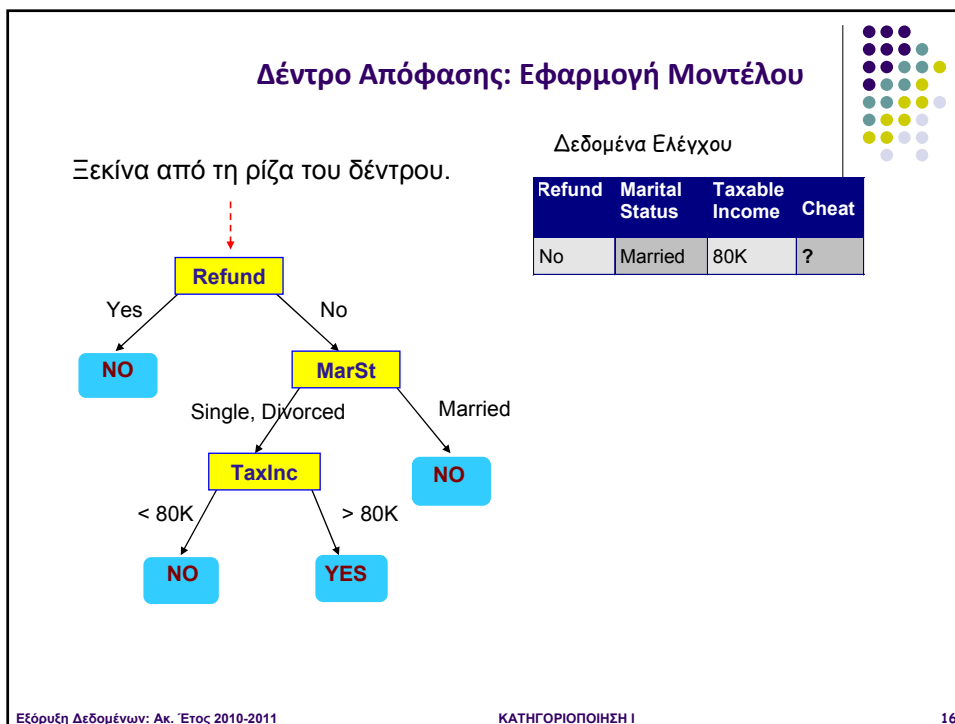 Δέντρο Απόφασης: Εφαρμογή Μοντέλου
Ξεκίνα από τη ρίζα του δέντρου.
Δεδομένα Ελέγχου
Refund Marital Status Taxable Income Cheat
No Married 80K ?
Refund
Yes No
NO
MarSt
Single, Divorced Married
TaxInc
NO
< 80K > 80K
NO YES
Εξόρυξη Δεδομένων: Ακ. Έτος 2010-2011 ΚΑΤΗΓΟΡΙΟΠΟΙΗΣΗ Ι 16